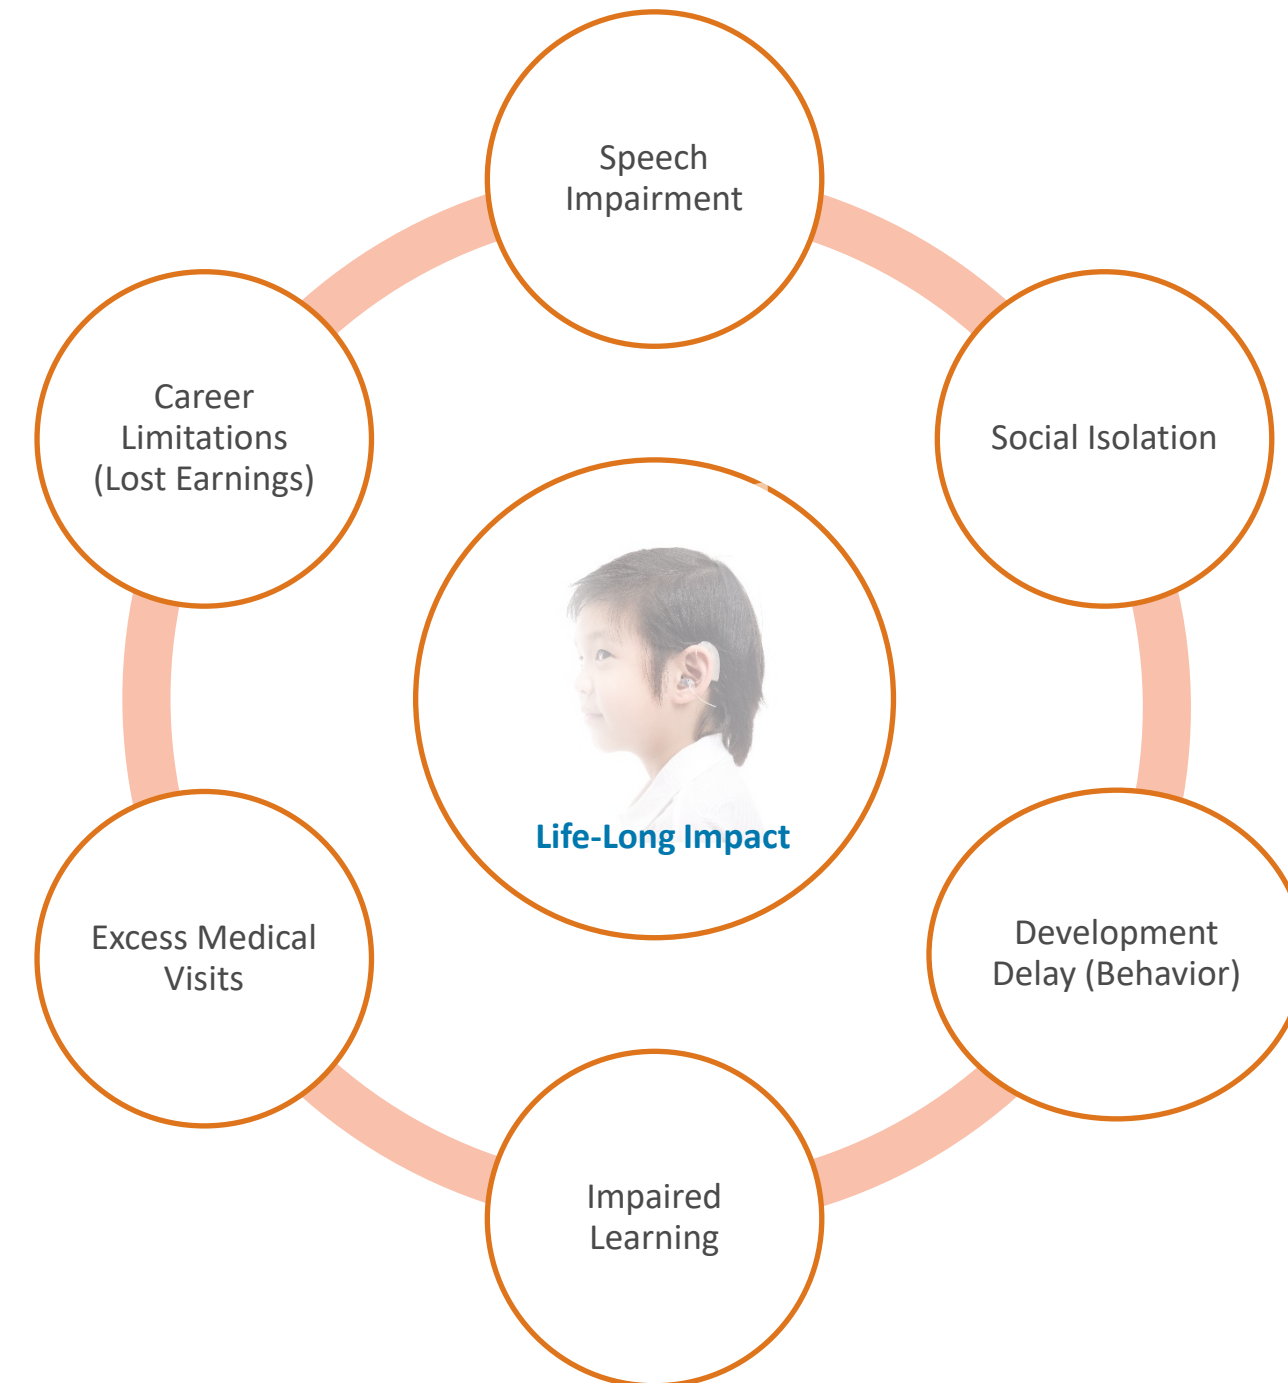 Speech
Impairment
Social Isolation
Development
Delay (Behavior)
Impaired
Learning
Excess Medical
Visits
Career
Limitations
(Lost Earnings)
Life-Long Impact